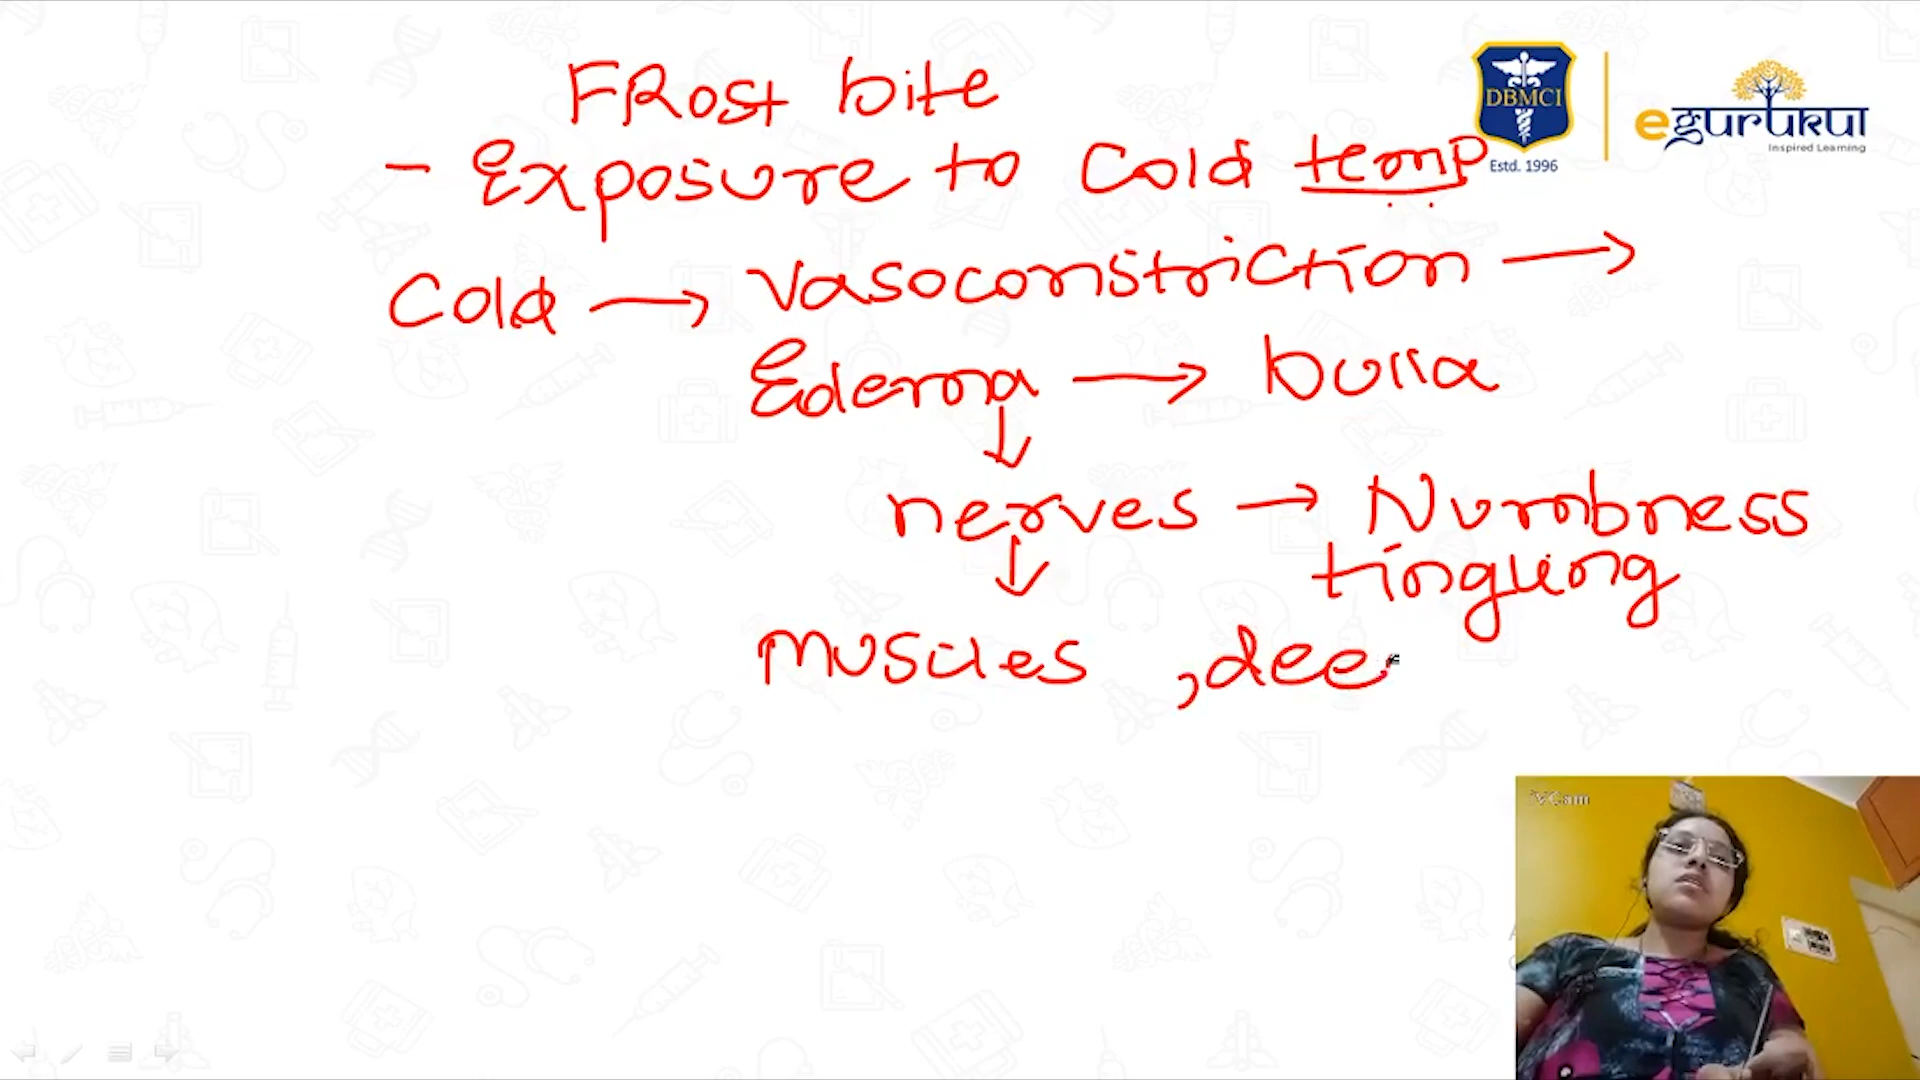 FRost bite
DBMCI
Estd. 1996
egurukul
Inspired Learning
- Exposure to Cold temp
Cold → Vasoconstriction →
Edema → bulla
↓
nerves → Numbness
tingling
↓
muscles , dee
VCam